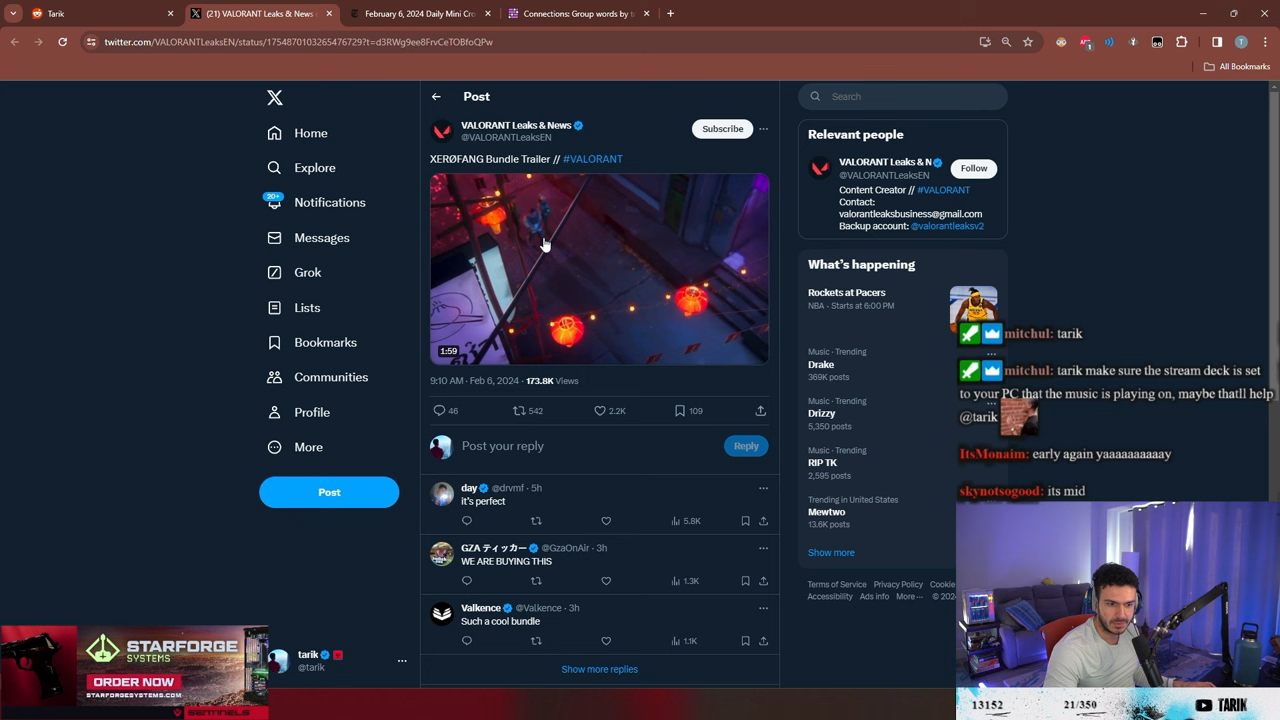 Tarik
(21) VALORANT Leaks & News
February 6, 2024 Daily Mini Cro
Connections: Group words by t
twitter.com/VALORANTLeaksEN/status/1754870103265476729?t=d3RWg9ee8FrvCeTOBfoQPw
All Bookmarks
Home
Explore
20+
Notifications
Messages
Grok
Lists
Bookmarks
Communities
Profile
More
Post
tarik
@tarik
Post
VALORANT Leaks & News
@VALORANTLeaksEN
Subscribe
XERØFANG Bundle Trailer // #VALORANT
1:59
9:10 AM · Feb 6, 2024 · 173.8K Views
46 542 2.2K 109
Post your reply
Reply
day @drvmf · 5h
it's perfect
5.8K
GZA ティッカー @GzaOnAir · 3h
WE ARE BUYING THIS
1.3K
Valkence @Valkence · 3h
Such a cool bundle
1.1K
Show more replies
Search
Relevant people
VALORANT Leaks & N
@VALORANTLeaksEN
Follow
Content Creator // #VALORANT
Contact:
valorantleaksbusiness@gmail.com
Backup account: @valorantleaksv2
What's happening
Rockets at Pacers
NBA · Starts at 6:00 PM
Music · Trending
Drake
369K posts
Music · Trending
Drizzy
5,350 posts
Music · Trending
RIP TK
2,595 posts
Trending in United States
Mewtwo
13.6K posts
Show more
Terms of Service Privacy Policy Cookie
Accessibility Ads info More ··· © 202
mitchul: tarik
mitchul: tarik make sure the stream deck is set
to your PC that the music is playing on, maybe thatll help
@tarik
ItsMonaim: early again yaaaaaaaaaay
skynotsogood: its mid
STARFORGE
SYSTEMS
ORDER NOW
STARFORGESYSTEMS.COM
SENTINELS
13152
21/350
TARIK